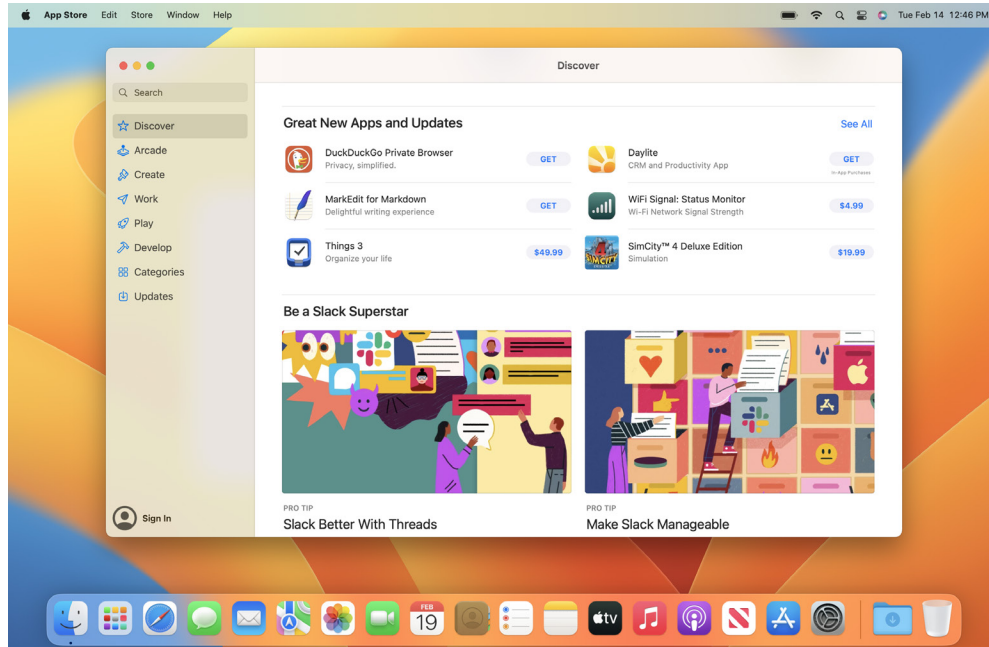 App Store Edit Store Window Help
Tue Feb 14 12:46 PM
Discover
Search
Discover
Arcade
Create
Work
Play
Develop
Categories
Updates
Sign In
Great New Apps and Updates
See All
DuckDuckGo Private Browser
Privacy, simplified.
GET
Daylite
CRM and Productivity App
GET
In-App Purchases
MarkEdit for Markdown
Delightful writing experience
GET
WiFi Signal: Status Monitor
Wi-Fi Network Signal Strength
$4.99
Things 3
Organize your life
$49.99
4
SIMCITY
SimCity™ 4 Deluxe Edition
Simulation
$19.99
Be a Slack Superstar
PRO TIP
Slack Better With Threads
PRO TIP
Make Slack Manageable
FEB
19
tv